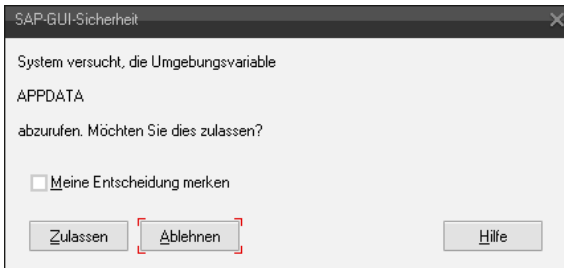 SAP-GUI-Sicherheit
System versucht, die Umgebungsvariable
APPDATA
abzurufen. Möchten Sie dies zulassen?
Meine Entscheidung merken
Zulassen Ablehnen Hilfe